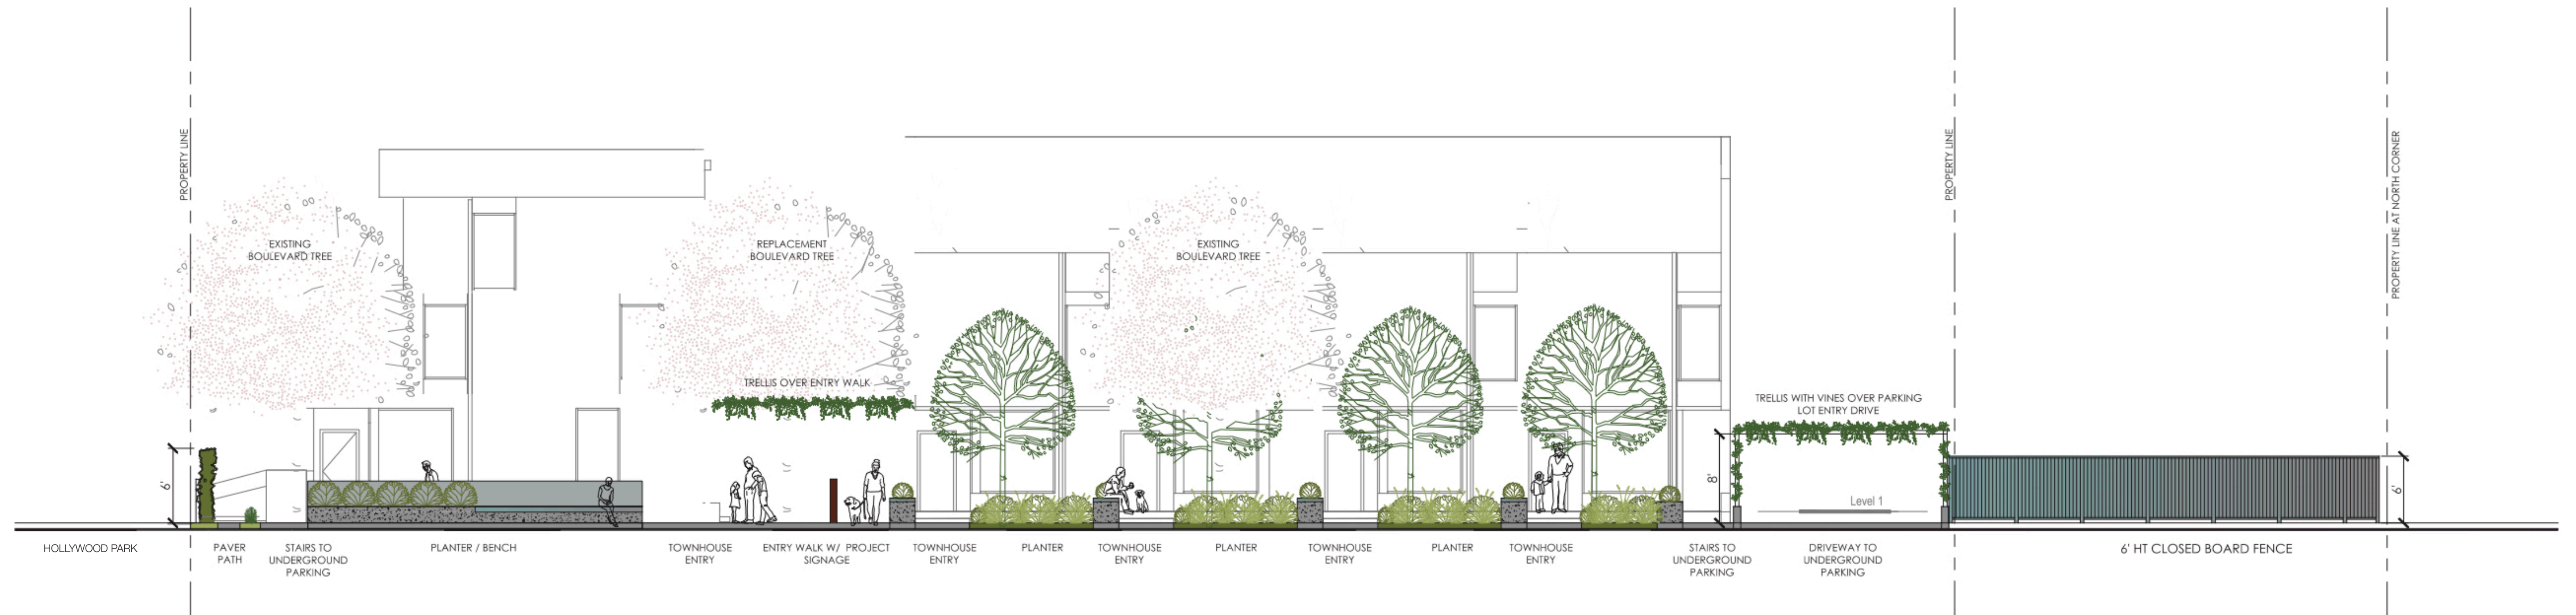 PROPERTY LINE
PROPERTY LINE
PROPERTY LINE AT NORTH CORNER
EXISTING
BOULEVARD TREE
REPLACEMENT
BOULEVARD TREE
EXISTING
BOULEVARD TREE
TRELLIS OVER ENTRY WALK
TRELLIS WITH VINES OVER PARKING
LOT ENTRY DRIVE
6'
8'
Level 1
6'
HOLLYWOOD PARK
PAVER
PATH
STAIRS TO
UNDERGROUND
PARKING
PLANTER / BENCH
TOWNHOUSE
ENTRY
ENTRY WALK W/ PROJECT
SIGNAGE
TOWNHOUSE
ENTRY
PLANTER
TOWNHOUSE
ENTRY
PLANTER
TOWNHOUSE
ENTRY
PLANTER
TOWNHOUSE
ENTRY
STAIRS TO
UNDERGROUND
PARKING
DRIVEWAY TO
UNDERGROUND
PARKING
6' HT CLOSED BOARD FENCE